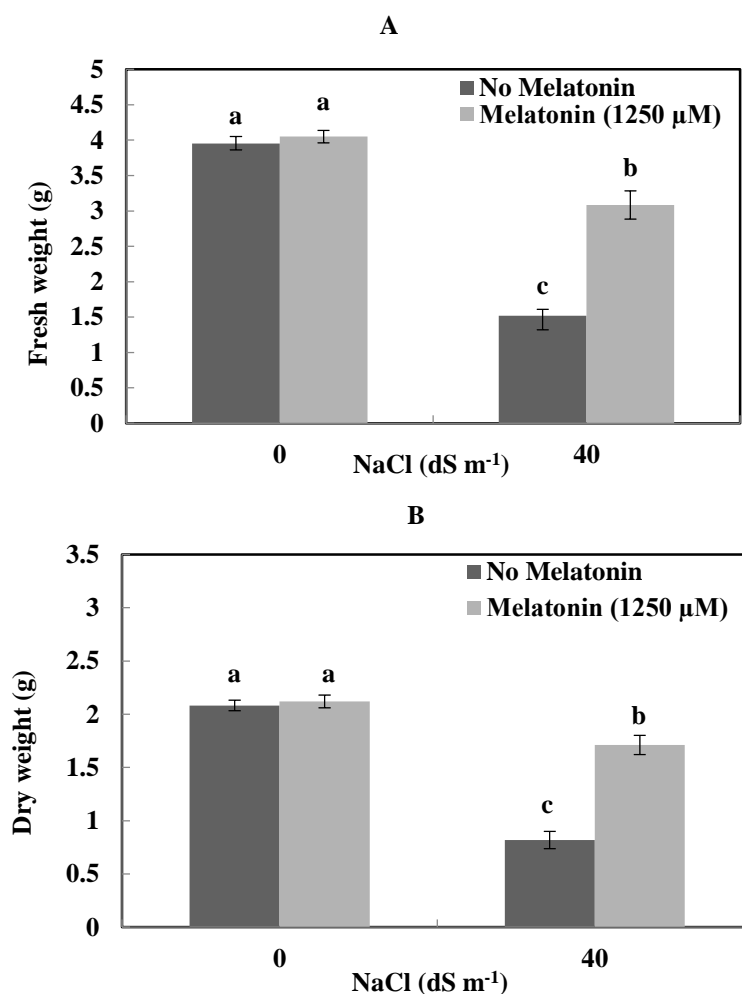 A
Fresh weight (g)
5
4.5
4
3.5
3
2.5
2
1.5
1
0.5
0
No Melatonin
Melatonin (1250 µM)
a
a
c
b
0
40
NaCl (dS m⁻¹)
B
Dry weight (g)
3.5
3
2.5
2
1.5
1
0.5
0
No Melatonin
Melatonin (1250 µM)
a
a
c
b
0
40
NaCl (dS m⁻¹)